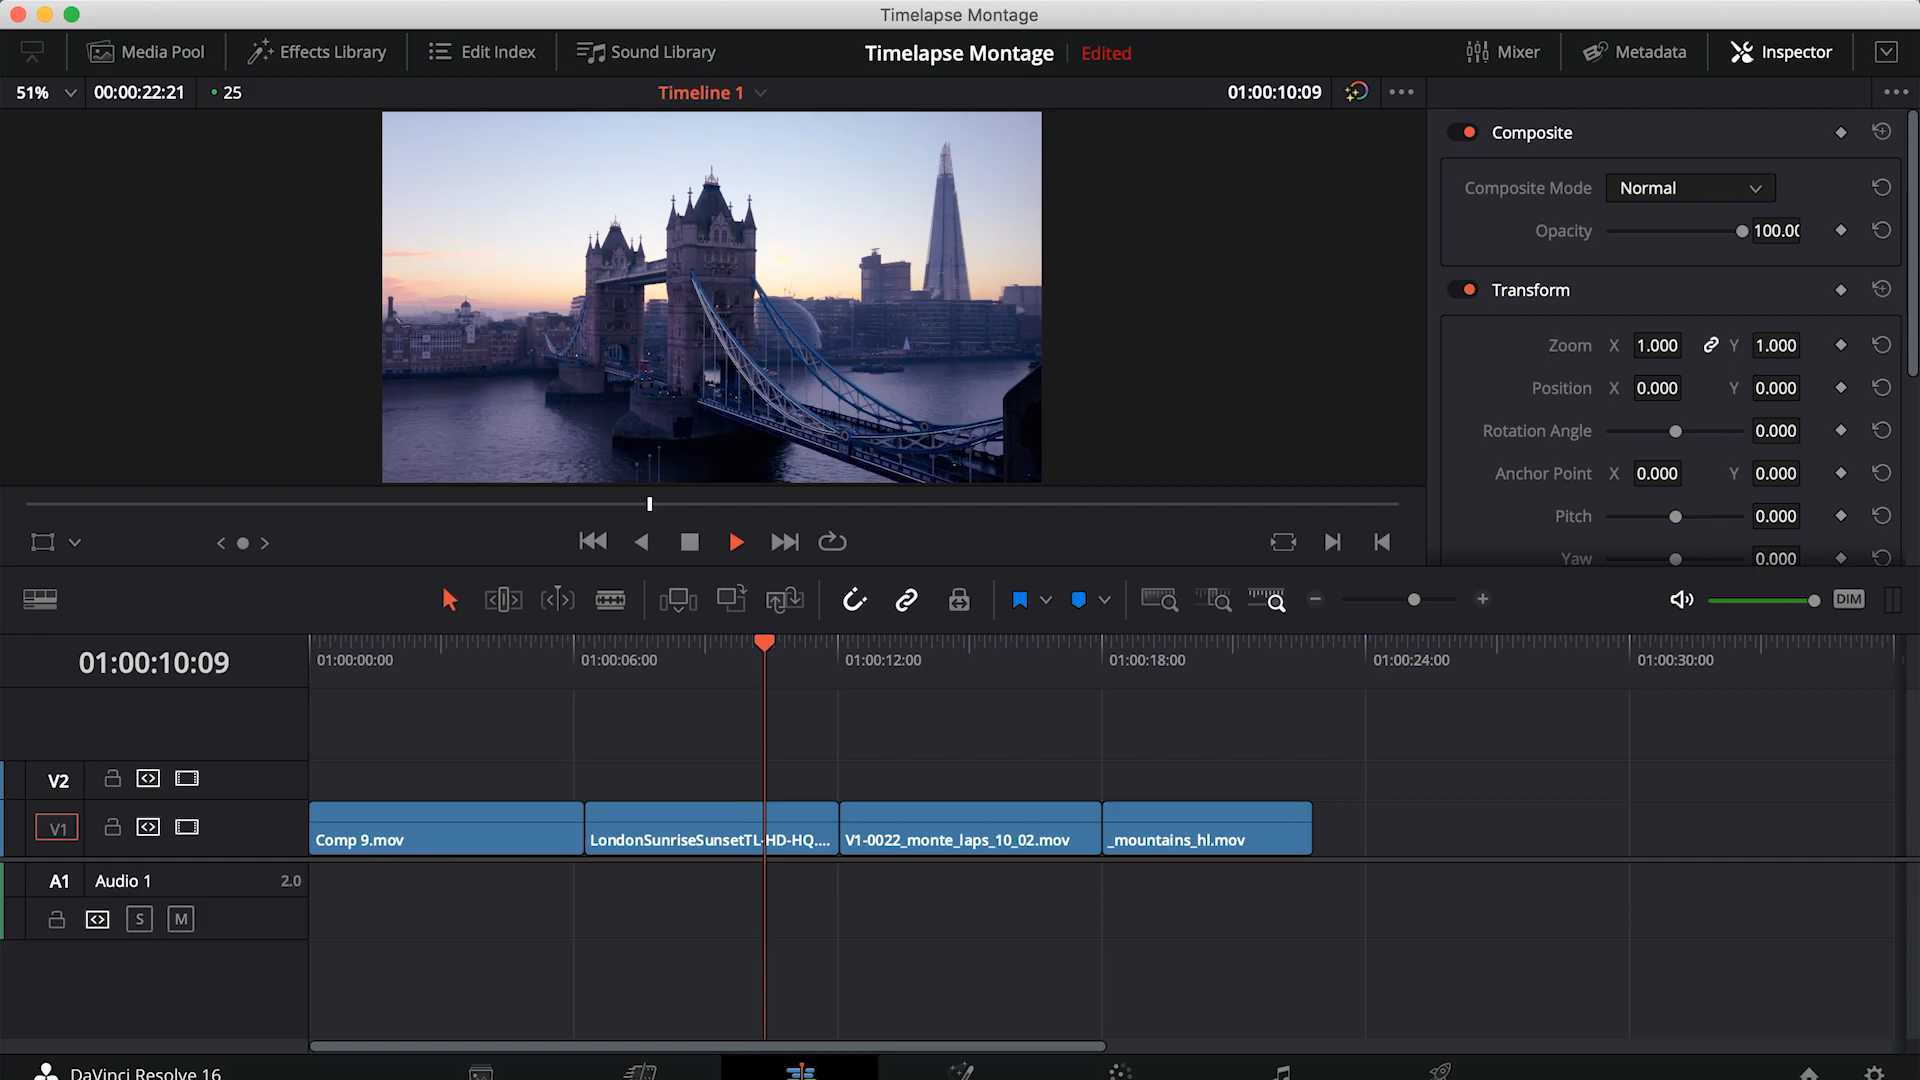 Timelapse Montage
Media Pool Effects Library Edit Index Sound Library Timelapse Montage Edited Mixer Metadata Inspector
51% 00:00:22:21 25 Timeline 1 01:00:10:09
Composite
Composite Mode Normal
Opacity 100.00
Transform
Zoom X 1.000 Y 1.000
Position X 0.000 Y 0.000
Rotation Angle 0.000
Anchor Point X 0.000 Y 0.000
Pitch 0.000
Yaw 0.000
DIM
01:00:10:09 01:00:00:00 01:00:06:00 01:00:12:00 01:00:18:00 01:00:24:00 01:00:30:00
V2
V1
Comp 9.mov LondonSunriseSunsetTL-HD-HQ.... V1-0022_monte_laps_10_02.mov _mountains_hl.mov
A1 Audio 1 2.0
S M
DaVinci Resolve 16